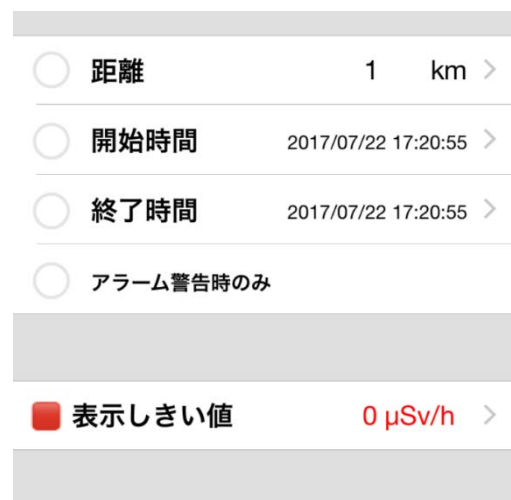 距離 1 km >
開始時間 2017/07/22 17:20:55 >
終了時間 2017/07/22 17:20:55 >
アラーム警告時のみ
表示しきい値 0 μSv/h >